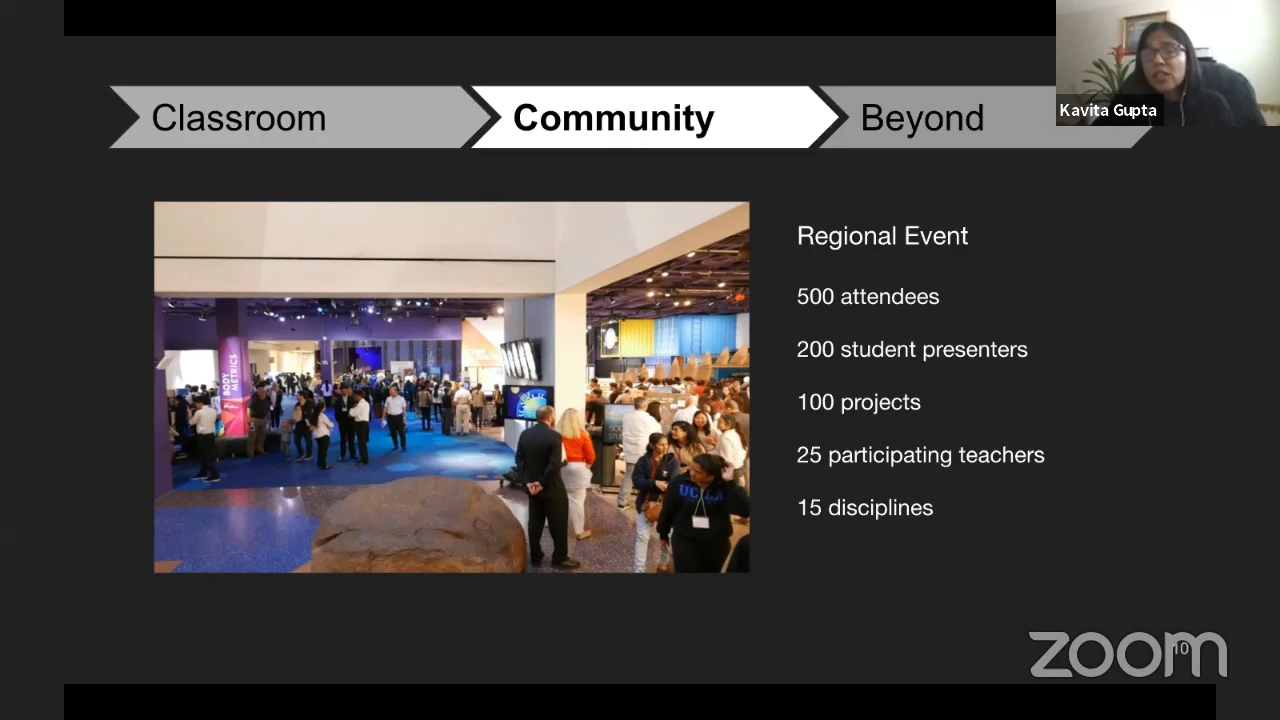 Classroom
Community
Beyond
Kavita Gupta
Regional Event
500 attendees
200 student presenters
100 projects
25 participating teachers
15 disciplines
BODY
METRICS
UCLA
zoom
10